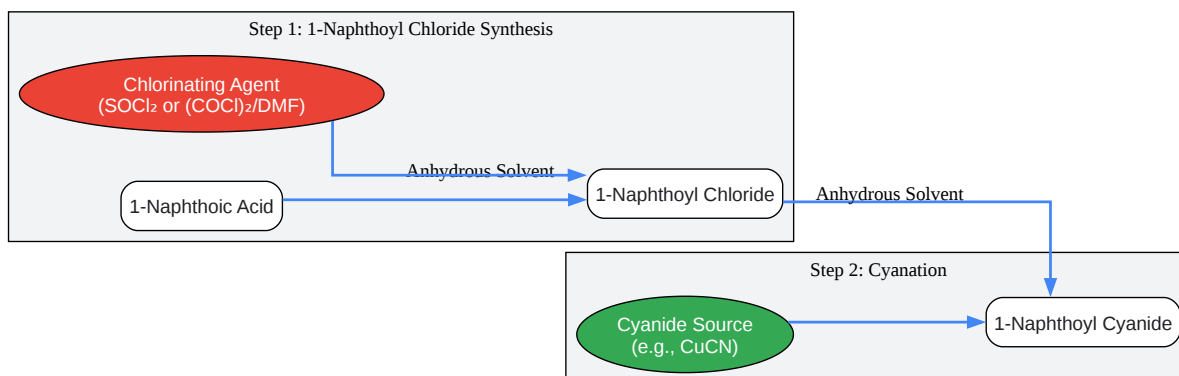 Step 1: 1-Naphthoyl Chloride Synthesis
Chlorinating Agent
(SOCl₂ or (COCl)₂/DMF)
Anhydrous Solvent
1-Naphthoic Acid
1-Naphthoyl Chloride
Anhydrous Solvent
Step 2: Cyanation
Cyanide Source
(e.g., CuCN)
1-Naphthoyl Cyanide